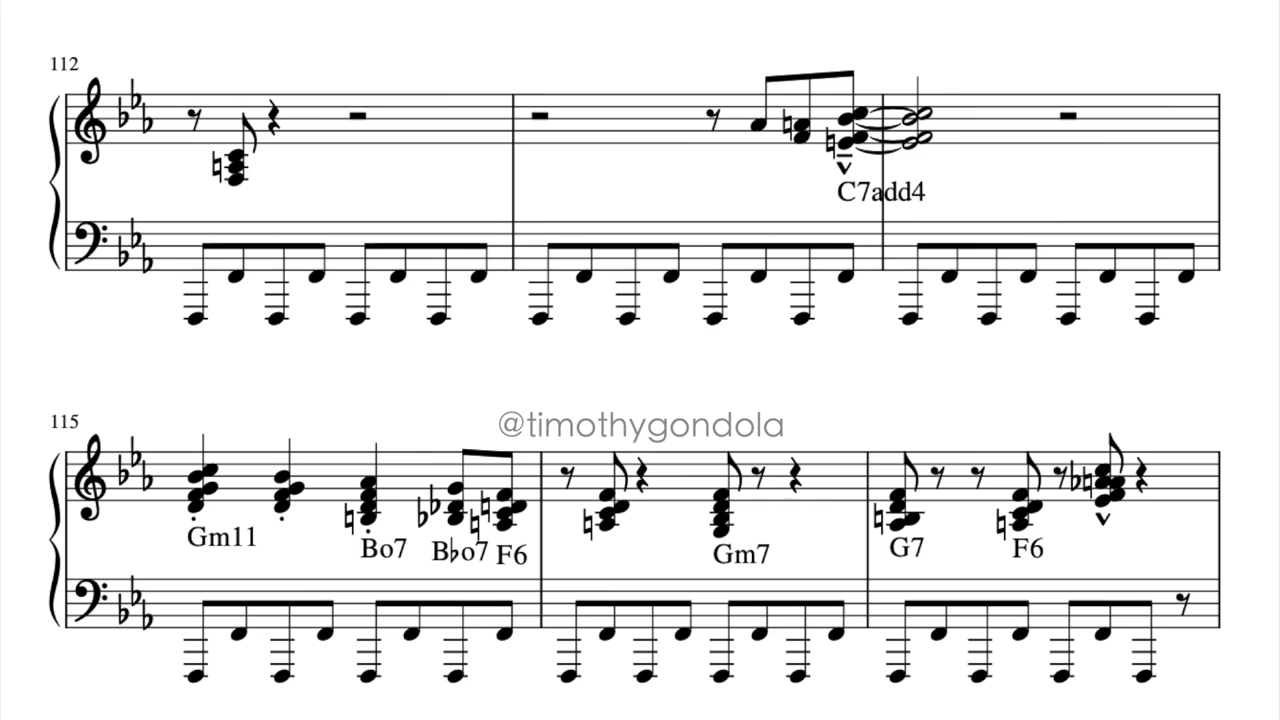 112
C7add4
115
@timothygondola
Gm11
Bo7
B♭o7
F6
Gm7
G7
F6